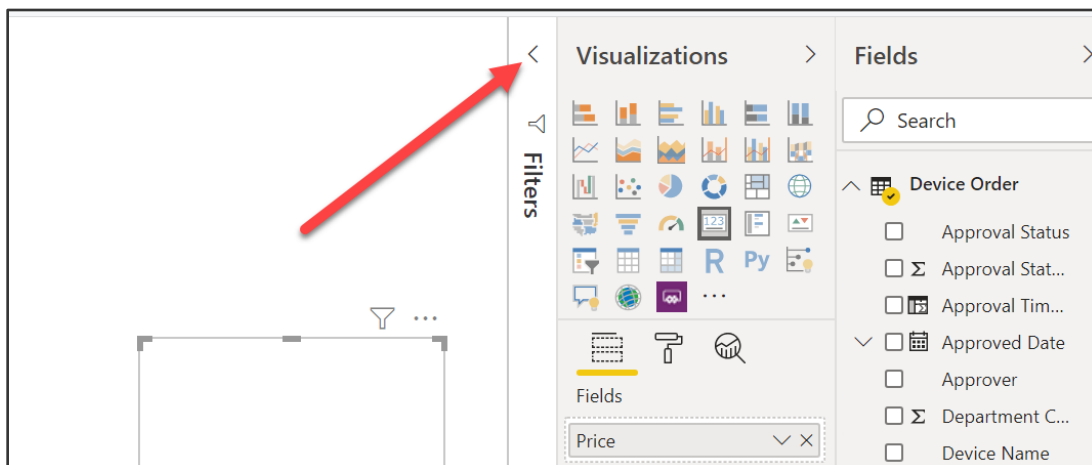 Visualizations
Fields
Search
Filters
Device Order
Approval Status
Σ Approval Stat...
Approval Tim...
Approved Date
Approver
Σ Department C...
Device Name
123
R
Py
...
Fields
Price